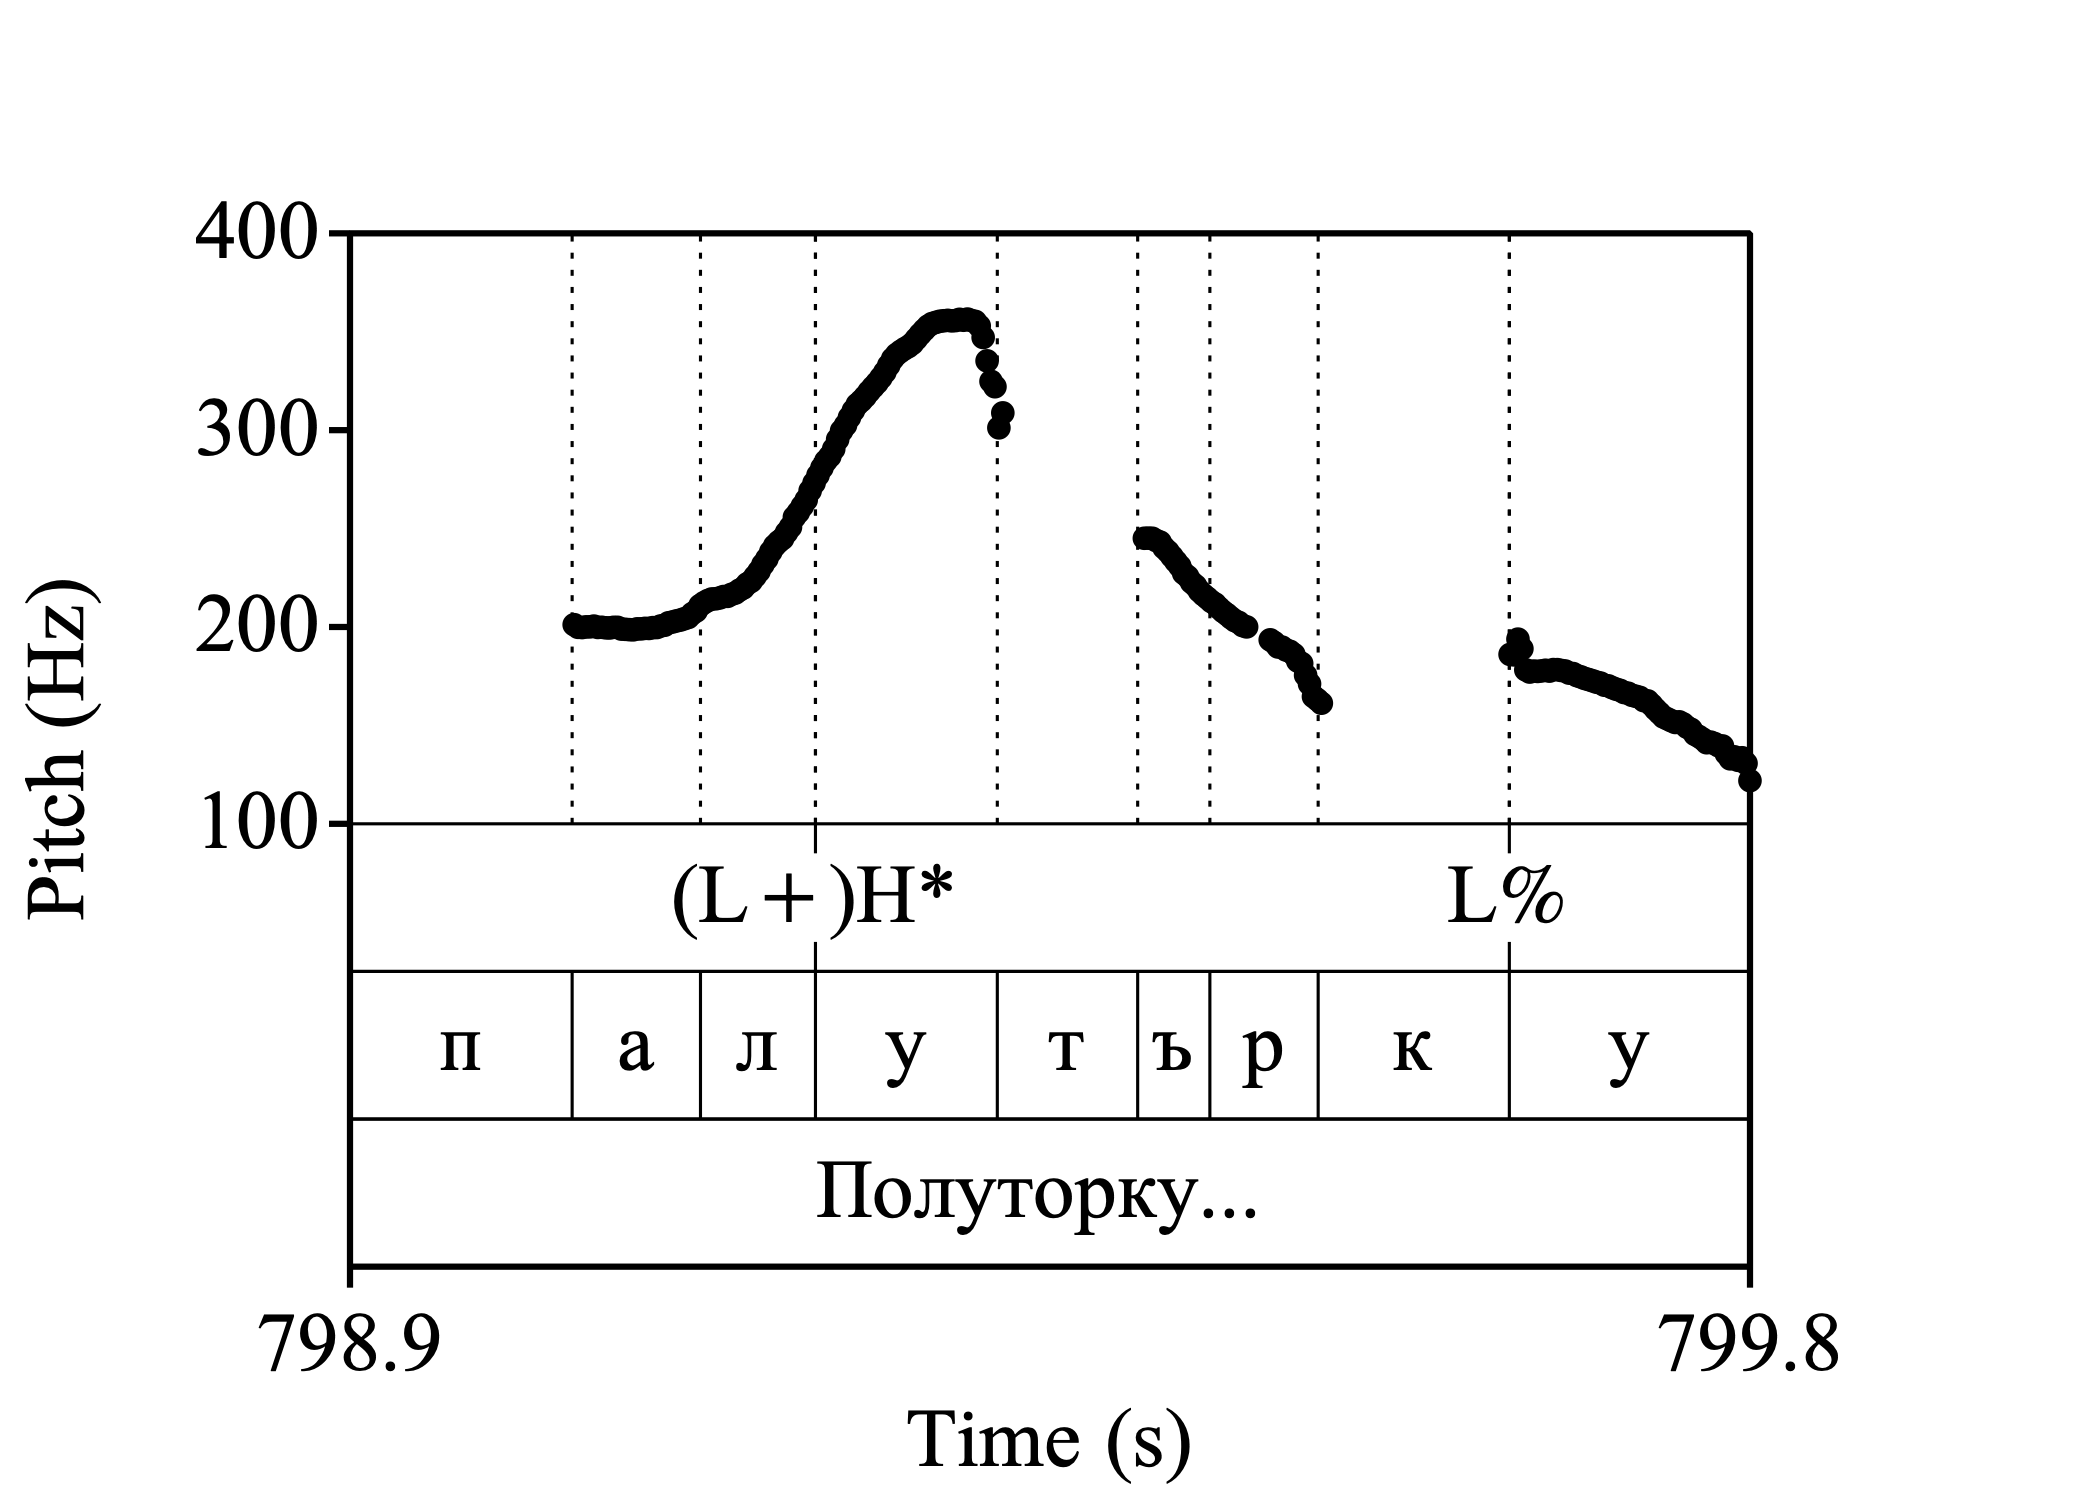 400
300
200
100
Pitch (Hz)
(L+)H* L%
п а л у т ъ р к у
Полуторку...
798.9 799.8
Time (s)